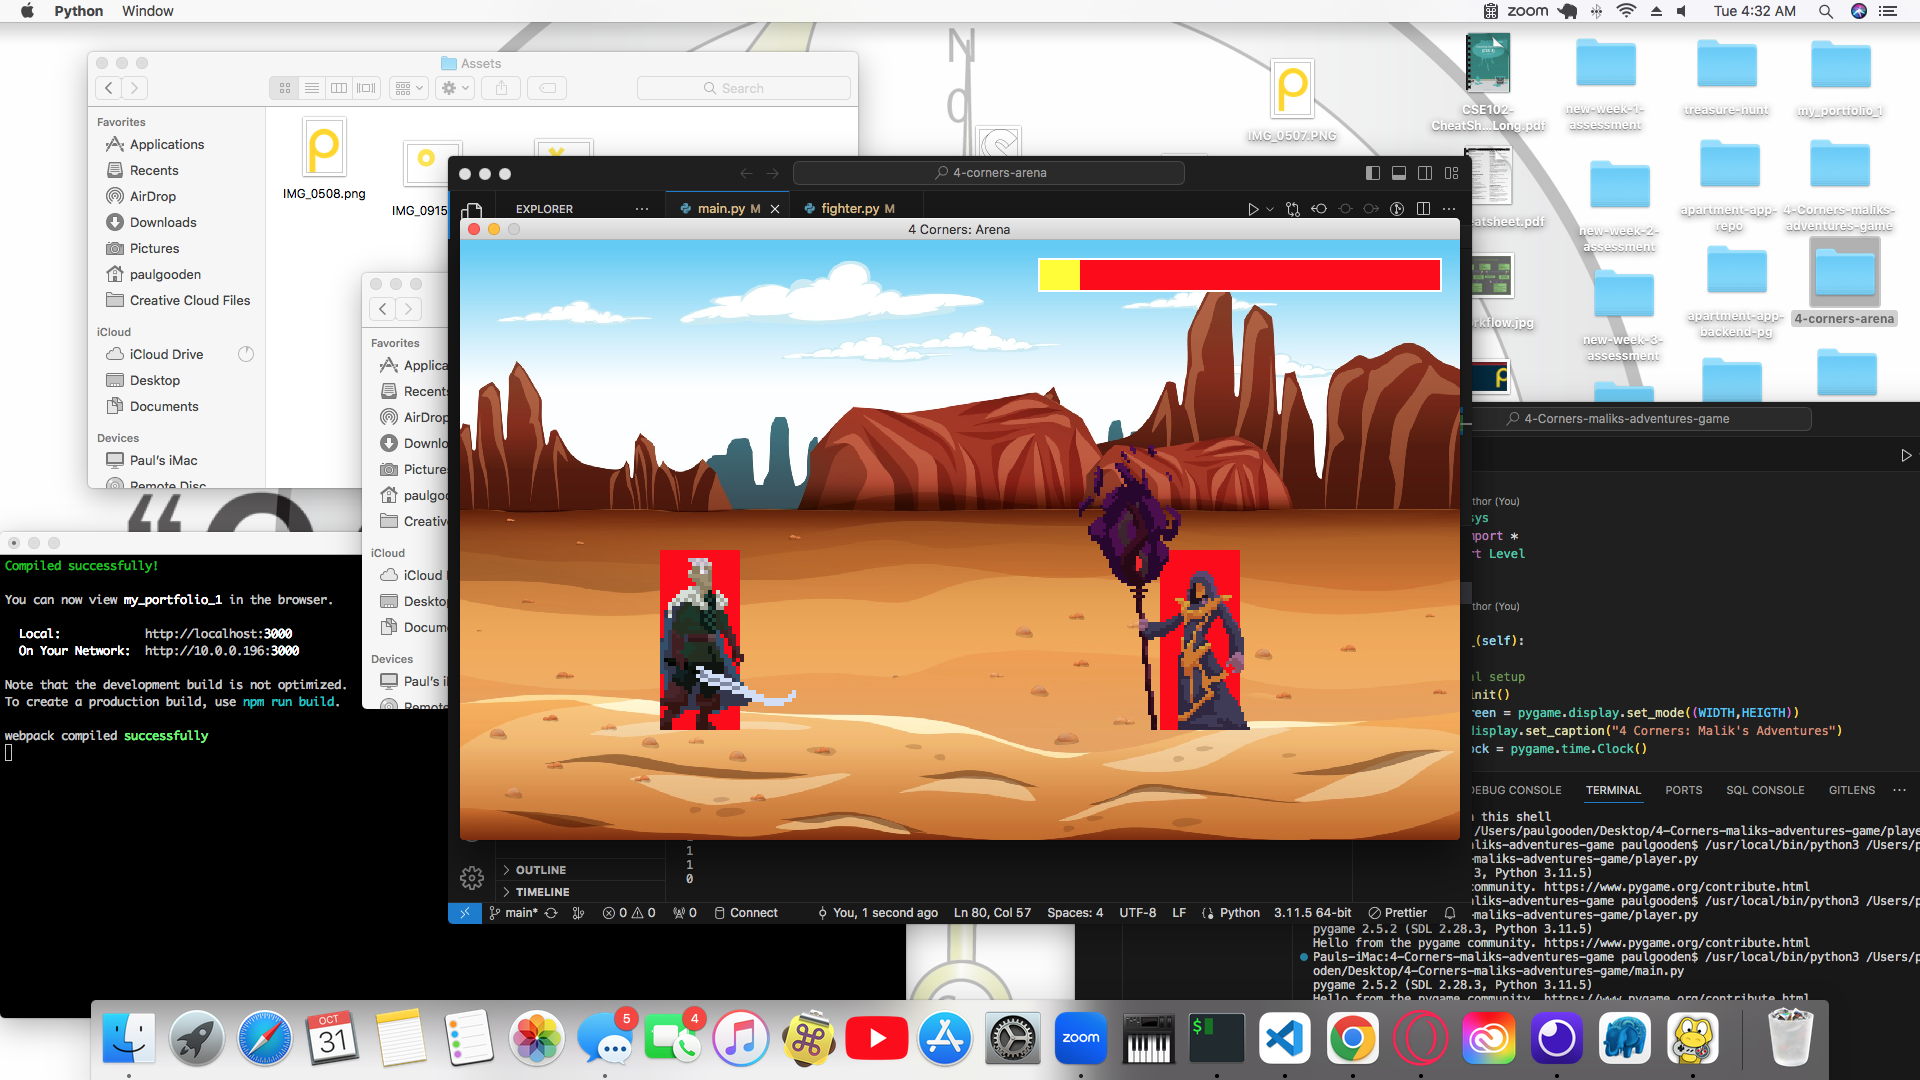 Python Window
zoom Tue 4:32 AM
Assets
Search
Favorites
Applications
Recents
AirDrop
Downloads
Pictures
paulgooden
Creative Cloud Files
iCloud
iCloud Drive
Desktop
Documents
Devices
Paul's iMac
Remote Disc
IMG_0508.png
IMG_0915
N
0
P
IMG_0507.PNG
CSE102-
CheatSh...Long.pdf
new-week-1-
assessment
treasure-hunt
my_portfolio_1
eatsheet.pdf
new-week-2-
assessment
apartment-app-
repo
4-Corners-maliks-
adventures-game
orkflow.jpg
new-week-3-
assessment
apartment-app-
backend-pg
4-corners-arena
Favorites
Applica
Recents
AirDrop
Downlo
Pictures
paulgoo
Creativ
iCloud
iCloud
Deskto
Docum
Devices
Paul's i
Remote
4-corners-arena
EXPLORER
main.py M
fighter.py M
4 Corners: Arena
1
1
0
OUTLINE
TIMELINE
main* 0 0 0 Connect You, 1 second ago Ln 80, Col 57 Spaces: 4 UTF-8 LF Python 3.11.5 64-bit Prettier
Compiled successfully!
You can now view my_portfolio_1 in the browser.
Local: http://localhost:3000
On Your Network: http://10.0.0.196:3000
Note that the development build is not optimized.
To create a production build, use npm run build.
webpack compiled successfully
4-Corners-maliks-adventures-game
thor (You)
sys
mport *
rt Level
thor (You)
_(self):
al setup
init()
reen = pygame.display.set_mode((WIDTH,HEIGTH))
display.set_caption("4 Corners: Malik's Adventures")
ock = pygame.time.Clock()
DEBUG CONSOLE TERMINAL PORTS SQL CONSOLE GITLENS
n this shell
/Users/paulgooden/Desktop/4-Corners-maliks-adventures-game/playe
maliks-adventures-game paulgooden$ /usr/local/bin/python3 /Users/p
-maliks-adventures-game/player.py
3, Python 3.11.5)
community. https://www.pygame.org/contribute.html
maliks-adventures-game paulgooden$ /usr/local/bin/python3 /Users/p
-maliks-adventures-game/player.py
pygame 2.5.2 (SDL 2.28.3, Python 3.11.5)
Hello from the pygame community. https://www.pygame.org/contribute.html
Pauls-iMac:4-Corners-maliks-adventures-game paulgooden$ /usr/local/bin/python3 /Users/p
oden/Desktop/4-Corners-maliks-adventures-game/main.py
pygame 2.5.2 (SDL 2.28.3, Python 3.11.5)
Hello from the pygame community. https://www.pygame.org/contribute.html
OCT
31
5
4
zoom
$